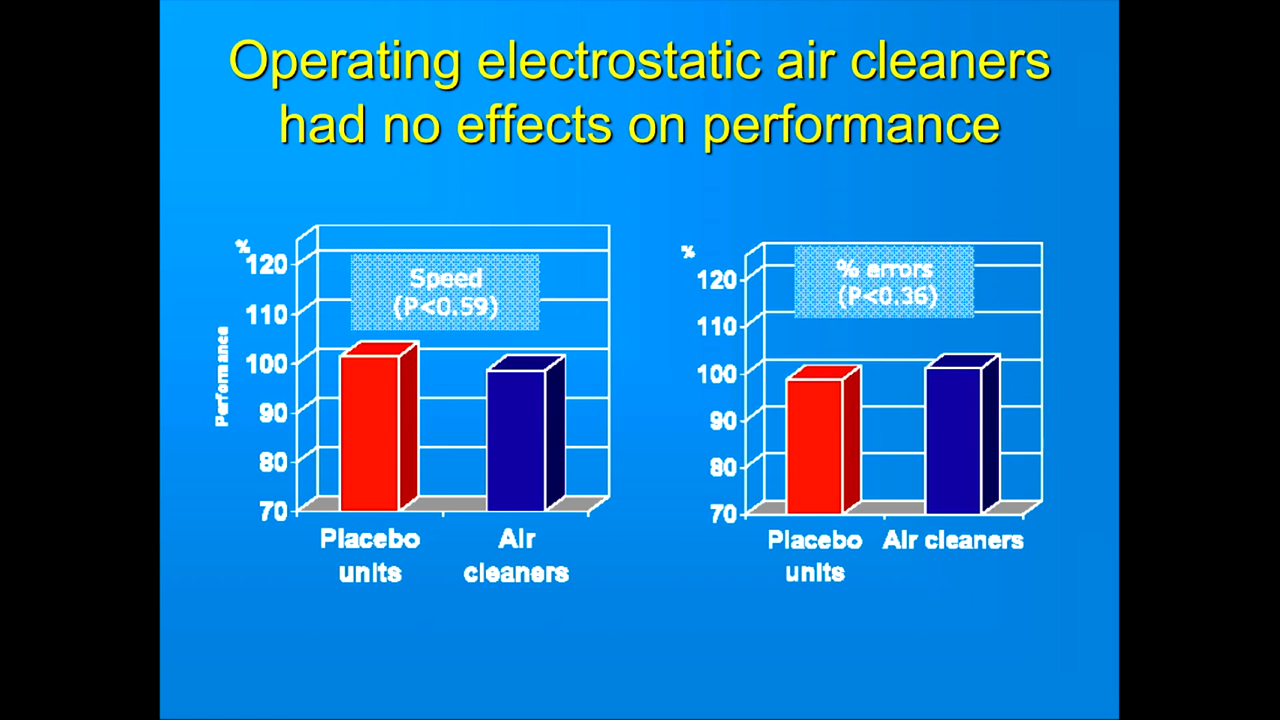 Operating electrostatic air cleaners
had no effects on performance
%
120
110
100
90
80
70
Performance
Speed
(P<0.59)
Placebo
units
Air
cleaners
%
120
110
100
90
80
70
% errors
(P<0.36)
Placebo
units
Air cleaners